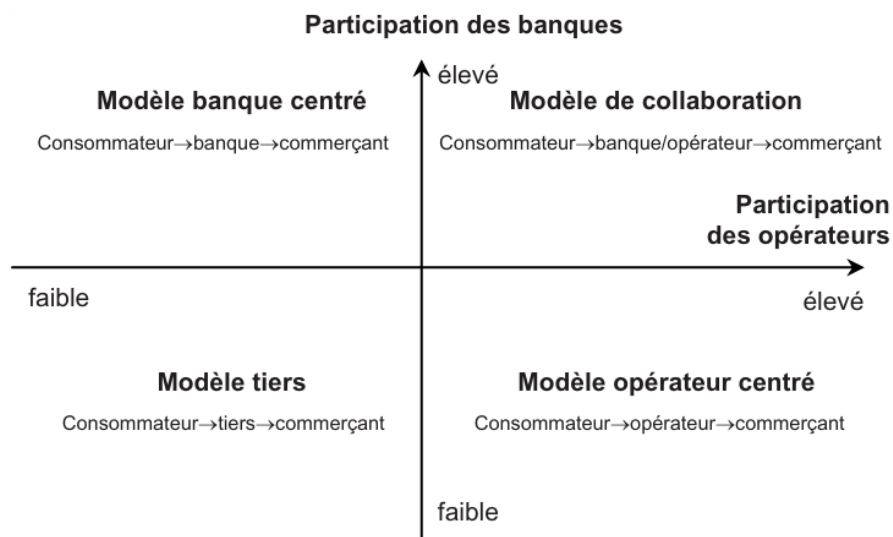 Participation des banques
élevé
Modèle banque centré
Consommateur→banque→commerçant
Modèle de collaboration
Consommateur→banque/opérateur→commerçant
Participation
des opérateurs
faible
élevé
Modèle tiers
Consommateur→tiers→commerçant
Modèle opérateur centré
Consommateur→opérateur→commerçant
faible